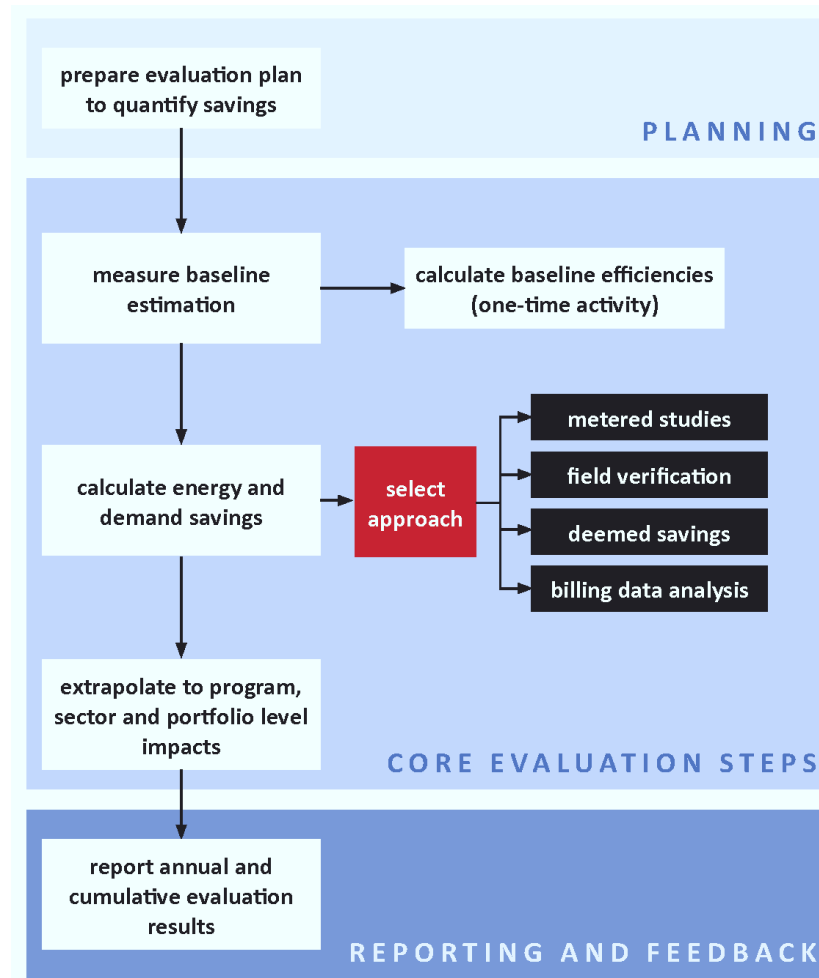 prepare evaluation plan
to quantify savings
PLANNING
measure baseline
estimation
calculate baseline efficiencies
(one-time activity)
calculate energy and
demand savings
select
approach
metered studies
field verification
deemed savings
billing data analysis
extrapolate to program,
sector and portfolio level
impacts
CORE EVALUATION STEPS
report annual and
cumulative evaluation
results
REPORTING AND FEEDBACK